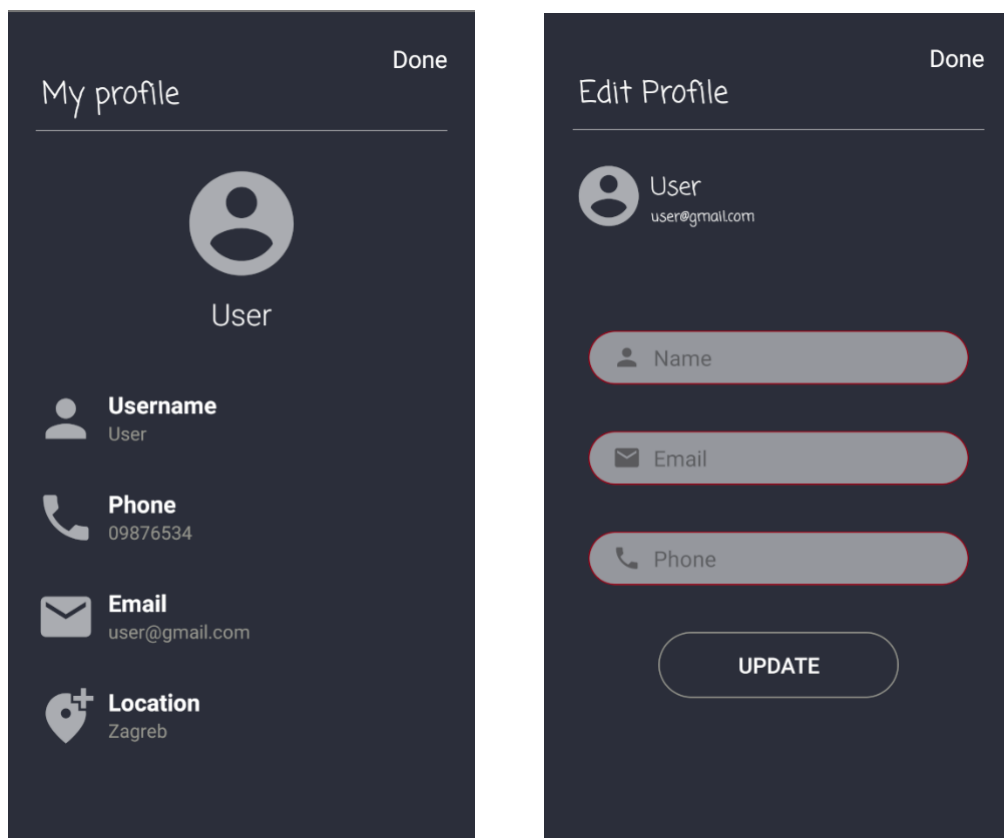 Done
My profile
User
Username
User
Phone
09876534
Email
user@gmail.com
Location
Zagreb
Done
Edit Profile
User
user@gmail.com
Name
Email
Phone
UPDATE